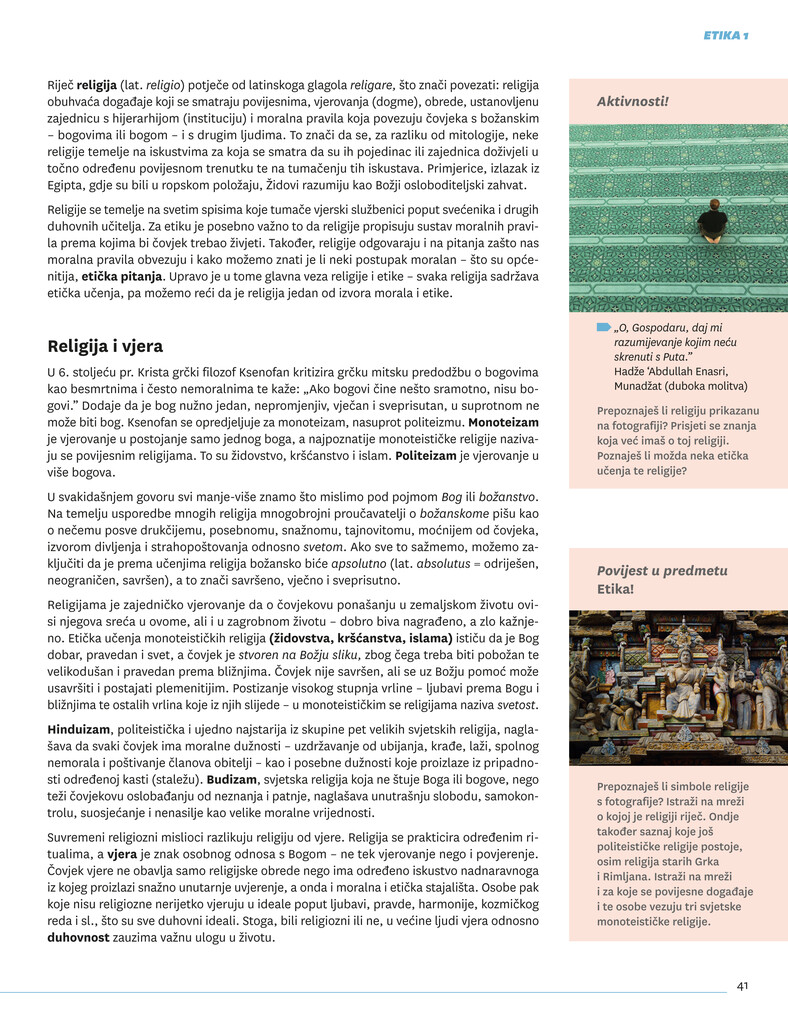 ETIKA 1
Riječ religija (lat. religio) potječe od latinskoga glagola religare, što znači povezati: religija
obuhvaća događaje koji se smatraju povijesnima, vjerovanja (dogme), obrede, ustanovljenu
zajednicu s hijerarhijom (instituciju) i moralna pravila koja povezuju čovjeka s božanskim
– bogovima ili bogom – i s drugim ljudima. To znači da se, za razliku od mitologije, neke
religije temelje na iskustvima za koja se smatra da su ih pojedinac ili zajednica doživjeli u
točno određenu povijesnom trenutku te na tumačenju tih iskustava. Primjerice, izlazak iz
Egipta, gdje su bili u ropskom položaju, Židovi razumiju kao Božji osloboditeljski zahvat.
Religije se temelje na svetim spisima koje tumače vjerski službenici poput svećenika i drugih
duhovnih učitelja. Za etiku je posebno važno to da religije propisuju sustav moralnih pravi-
la prema kojima bi čovjek trebao živjeti. Također, religije odgovaraju i na pitanja zašto nas
moralna pravila obvezuju i kako možemo znati je li neki postupak moralan – što su opće-
nitija, etička pitanja. Upravo je u tome glavna veza religije i etike – svaka religija sadržava
etička učenja, pa možemo reći da je religija jedan od izvora morala i etike.
Religija i vjera
U 6. stoljeću pr. Krista grčki filozof Ksenofan kritizira grčku mitsku predodžbu o bogovima
kao besmrtnima i često nemoralnima te kaže: „Ako bogovi čine nešto sramotno, nisu bo-
govi.” Dodaje da je bog nužno jedan, nepromjenjiv, vječan i sveprisutan, u suprotnom ne
može biti bog. Ksenofan se opredjeljuje za monoteizam, nasuprot politeizmu. Monoteizam
je vjerovanje u postojanje samo jednog boga, a najpoznatije monoteističke religije naziva-
ju se povijesnim religijama. To su židovstvo, kršćanstvo i islam. Politeizam je vjerovanje u
više bogova.
U svakidašnjem govoru svi manje-više znamo što mislimo pod pojmom Bog ili božanstvo.
Na temelju usporedbe mnogih religija mnogobrojni proučavatelji o božanskome pišu kao
o nečemu posve drukčijemu, posebnomu, snažnomu, tajnovitomu, moćnijem od čovjeka,
izvorom divljenja i strahopoštovanja odnosno svetom. Ako sve to sažmemo, možemo za-
ključiti da je prema učenjima religija božansko biće apsolutno (lat. absolutus = odriješen,
neograničen, savršen), a to znači savršeno, vječno i sveprisutno.
Religijama je zajedničko vjerovanje da o čovjekovu ponašanju u zemaljskom životu ovi-
si njegova sreća u ovome, ali i u zagrobnom životu – dobro biva nagrađeno, a zlo kažnje-
no. Etička učenja monoteističkih religija (židovstva, kršćanstva, islama) ističu da je Bog
dobar, pravedan i svet, a čovjek je stvoren na Božju sliku, zbog čega treba biti pobožan te
velikodušan i pravedan prema bližnjima. Čovjek nije savršen, ali se uz Božju pomoć može
usavršiti i postajati plemenitijim. Postizanje visokog stupnja vrline – ljubavi prema Bogu i
bližnjima te ostalih vrlina koje iz njih slijede – u monoteističkim se religijama naziva svetost.
Hinduizam, politeistička i ujedno najstarija iz skupine pet velikih svjetskih religija, nagla-
šava da svaki čovjek ima moralne dužnosti – uzdržavanje od ubijanja, krađe, laži, spolnog
nemorala i poštivanje članova obitelji – kao i posebne dužnosti koje proizlaze iz pripadno-
sti određenoj kasti (staležu). Budizam, svjetska religija koja ne štuje Boga ili bogove, nego
teži čovjekovu oslobađanju od neznanja i patnje, naglašava unutrašnju slobodu, samokon-
trolu, suosjećanje i nenasilje kao velike moralne vrijednosti.
Suvremeni religiozni mislioci razlikuju religiju od vjere. Religija se prakticira određenim ri-
tualima, a vjera je znak osobnog odnosa s Bogom – ne tek vjerovanje nego i povjerenje.
Čovjek vjere ne obavlja samo religijske obrede nego ima određeno iskustvo nadnaravnoga
iz kojeg proizlazi snažno unutarnje uvjerenje, a onda i moralna i etička stajališta. Osobe pak
koje nisu religiozne nerijetko vjeruju u ideale poput ljubavi, pravde, harmonije, kozmičkog
reda i sl., što su sve duhovni ideali. Stoga, bili religiozni ili ne, u većine ljudi vjera odnosno
duhovnost zauzima važnu ulogu u životu.
Aktivnosti!
„O, Gospodaru, daj mi
razumijevanje kojim neću
skrenuti s Puta.”
Hadže ‘Abdullah Enasri,
Munadžat (duboka molitva)
Prepoznaješ li religiju prikazanu
na fotografiji? Prisjeti se znanja
koja već imaš o toj religiji.
Poznaješ li možda neka etička
učenja te religije?
Povijest u predmetu
Etika!
Prepoznaješ li simbole religije
s fotografije? Istraži na mreži
o kojoj je religiji riječ. Ondje
također saznaj koje još
politeističke religije postoje,
osim religija starih Grka
i Rimljana. Istraži na mreži
i za koje se povijesne događaje
i te osobe vezuju tri svjetske
monoteističke religije.
41